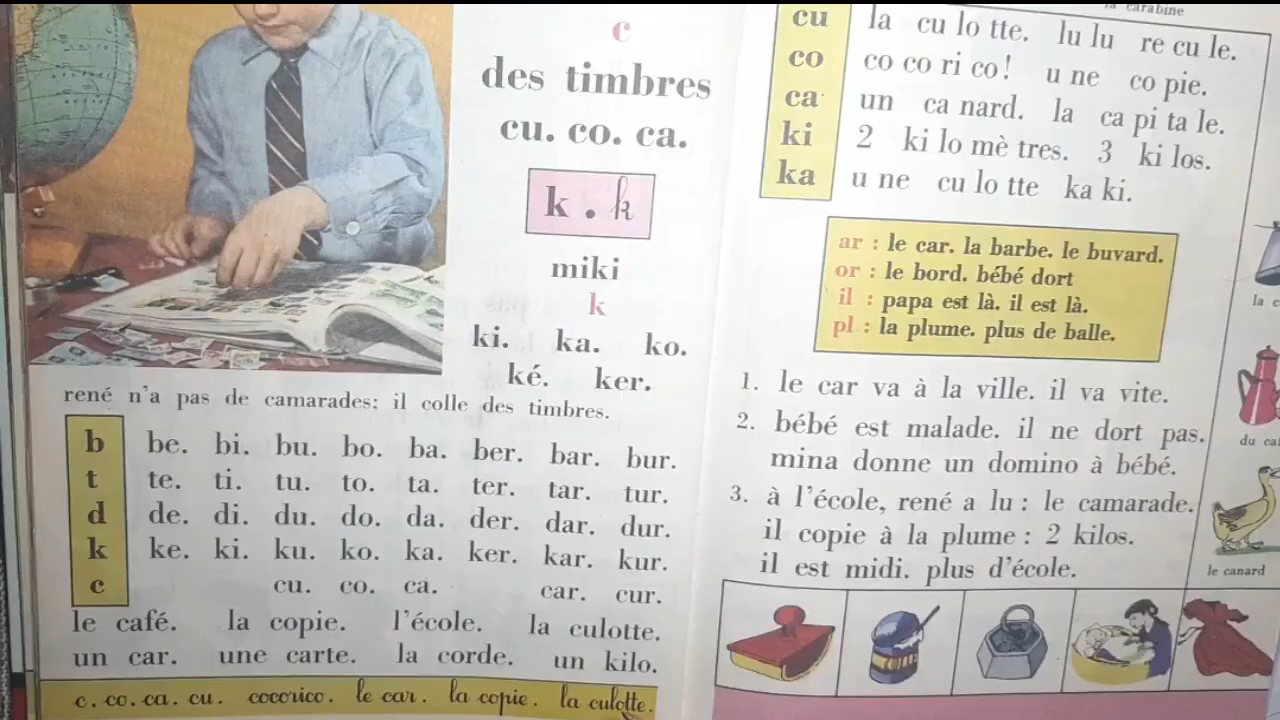 c
des timbres
cu. co. ca.
k . k
miki
k
ki. ka. ko.
ké. ker.
rené n'a pas de camarades: il colle des timbres.
b be. bi. bu. bo. ba. ber. bar. bur.
t te. ti. tu. to. ta. ter. tar. tur.
d de. di. du. do. da. der. dar. dur.
k ke. ki. ku. ko. ka. ker. kar. kur.
c cu. co. ca. car. cur.
le café. la copie. l'école. la culotte.
un car. une carte. la corde. un kilo.
c. co. ca. cu. cocorico. le car. la copie. la culotte.
la carabine
cu la cu lo tte. lu lu re cu le.
co co co ri co! u ne co pie.
ca un ca nard. la ca pi ta le.
ki 2 ki lo mè tres. 3 ki los.
ka u ne cu lo tte ka ki.
ar : le car. la barbe. le buvard.
or : le bord. bébé dort
il : papa est là. il est là.
pl : la plume. plus de balle.
1. le car va à la ville. il va vite.
2. bébé est malade. il ne dort pas.
mina donne un domino à bébé.
3. à l'école, rené a lu : le camarade.
il copie à la plume : 2 kilos.
il est midi. plus d'école.
la
du
le canard